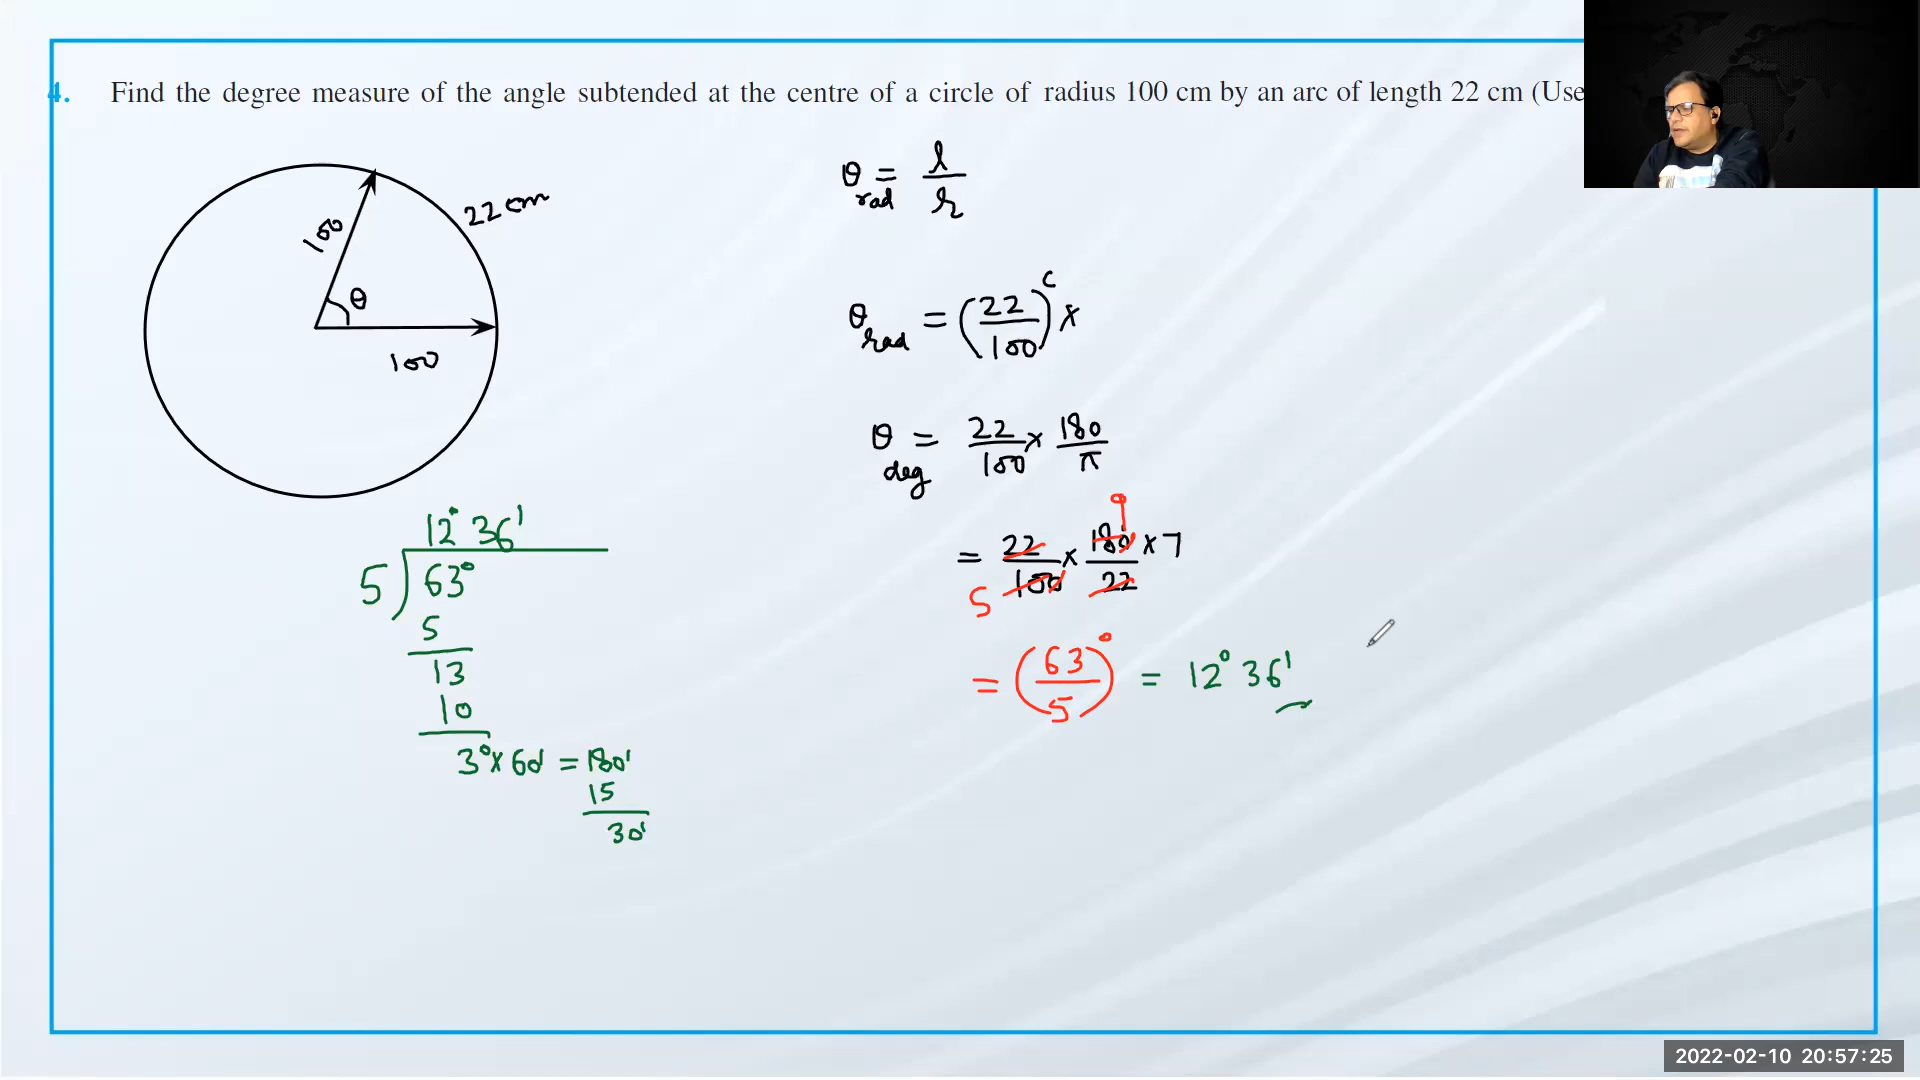 4. Find the degree measure of the angle subtended at the centre of a circle of radius 100 cm by an arc of length 22 cm (Use
100
22 cm
θ
100
θ rad = l/r
θ rad = (22/100)^c ×
θ deg = 22/100 × 180/π
9
= 22/100 × 180/22 × 7
5
= (63/5)° = 12° 36'
12° 36'
5) 63°
5
13
10
3° × 60' = 180'
15
30'
2022-02-10 20:57:25